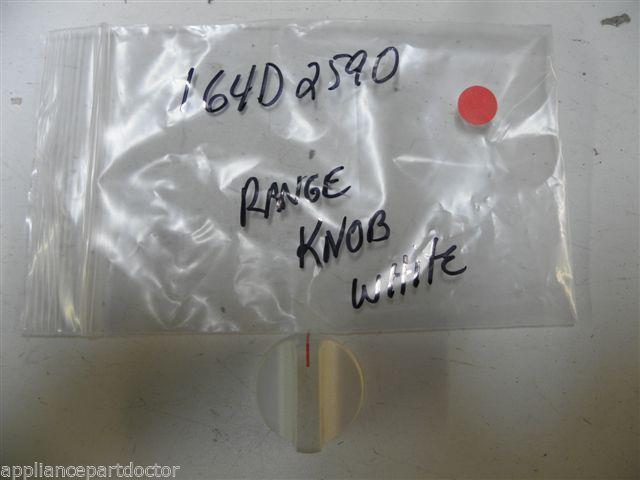 164D2590
RANGE
KNOB
WHITE
appliancepartdoctor